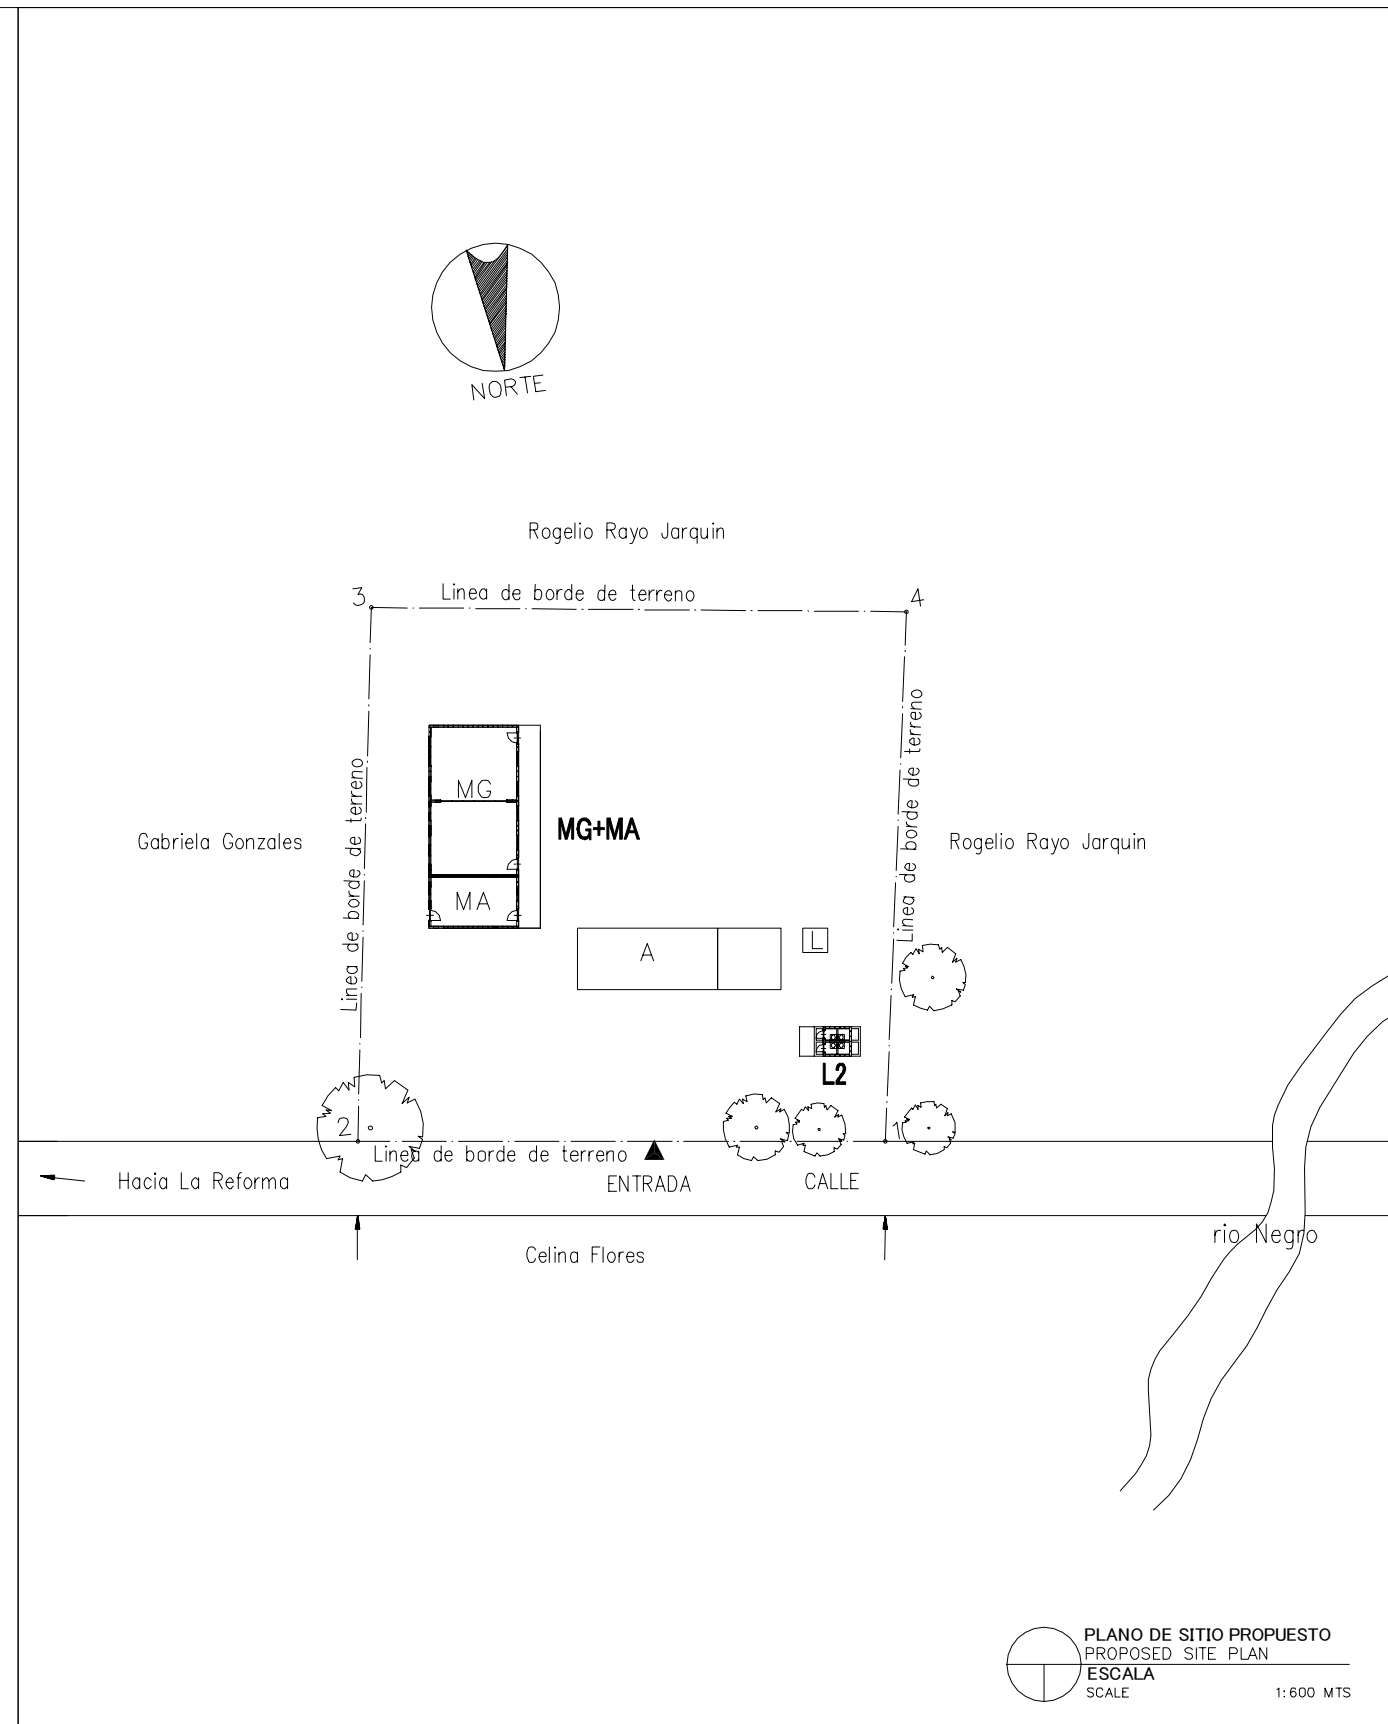 NORTE
Rogelio Rayo Jarquin
3
Linea de borde de terreno
4
Linea de borde de terreno
Linea de borde de terreno
MG
MG+MA
Gabriela Gonzales
Rogelio Rayo Jarquin
MA
A
L
L2
2
1
Linea de borde de terreno
Hacia La Reforma
ENTRADA
CALLE
rio Negro
Celina Flores
PLANO DE SITIO PROPUESTO
PROPOSED SITE PLAN
ESCALA
SCALE 1:600 MTS